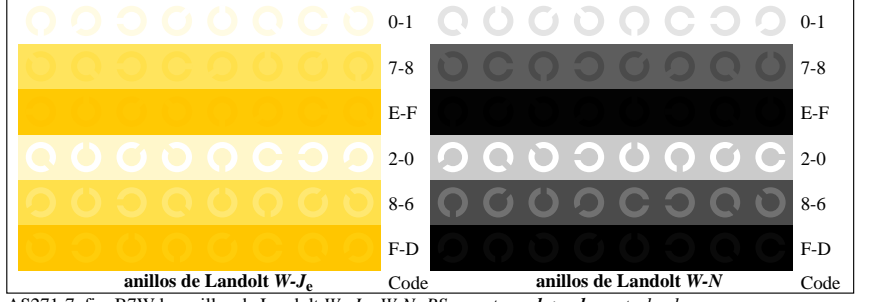 0-1 0-1
7-8 7-8
E-F E-F
2-0 2-0
8-6 8-6
F-D F-D
anillos de Landolt W-Je Code anillos de Landolt W-N Code